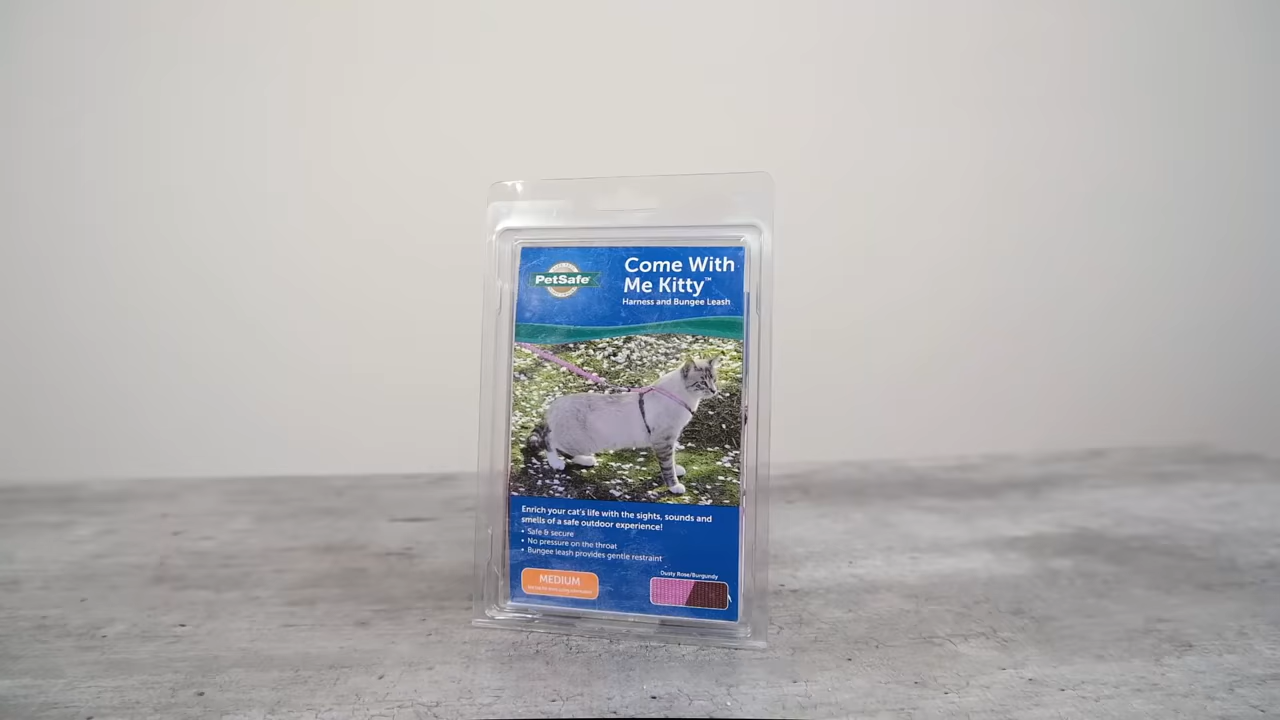 PetSafe®
Come With
Me Kitty™
Harness and Bungee Leash
Enrich your cat's life with the sights, sounds and
smells of a safe outdoor experience!
• Safe & secure
• No pressure on the throat
• Bungee leash provides gentle restraint
MEDIUM
Dusty Rose/Burgundy